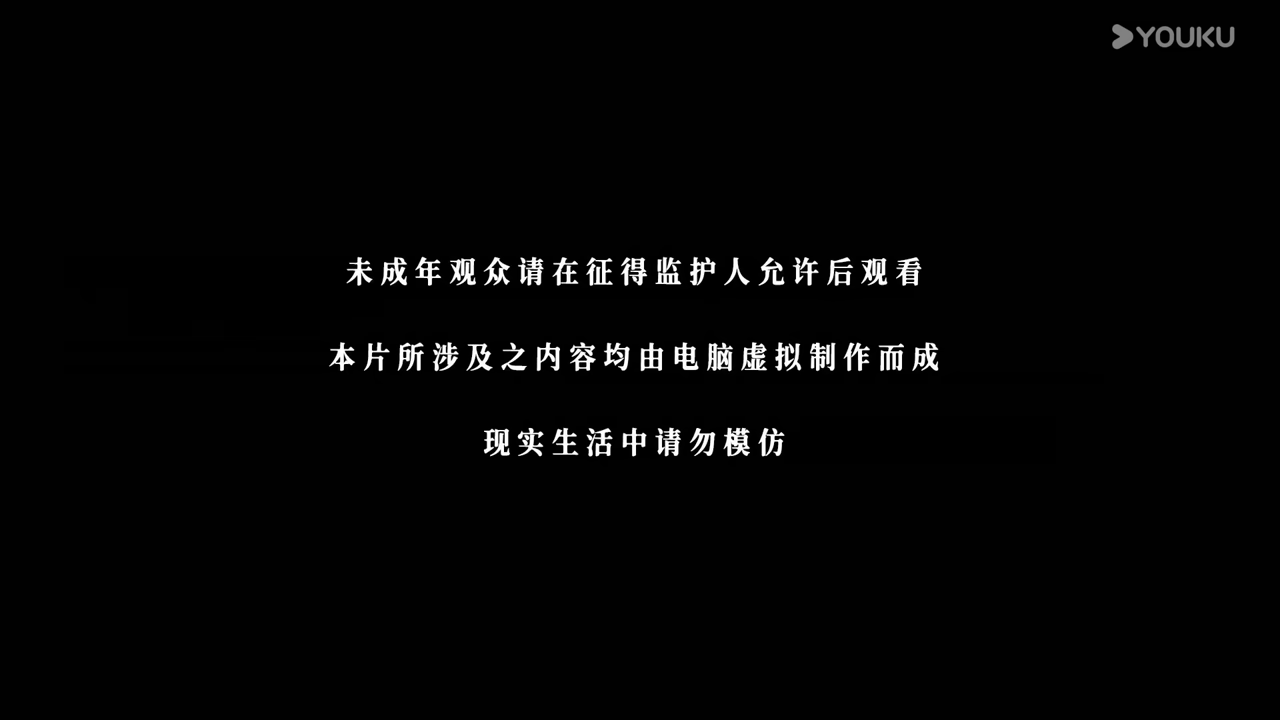 YOUKU
未成年观众请在征得监护人允许后观看
本片所涉及之内容均由电脑虚拟制作而成
现实生活中请勿模仿